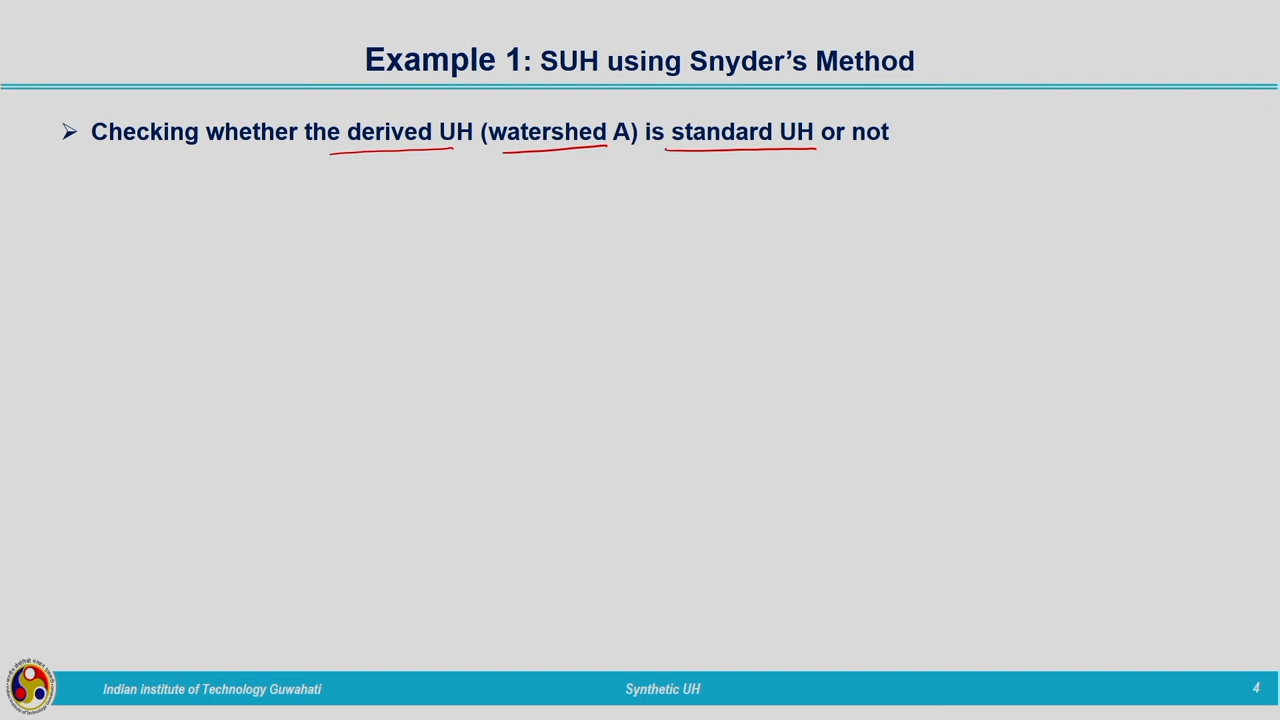 Example 1: SUH using Snyder’s Method
➢ Checking whether the derived UH (watershed A) is standard UH or not
Indian institute of Technology Guwahati
Synthetic UH
4